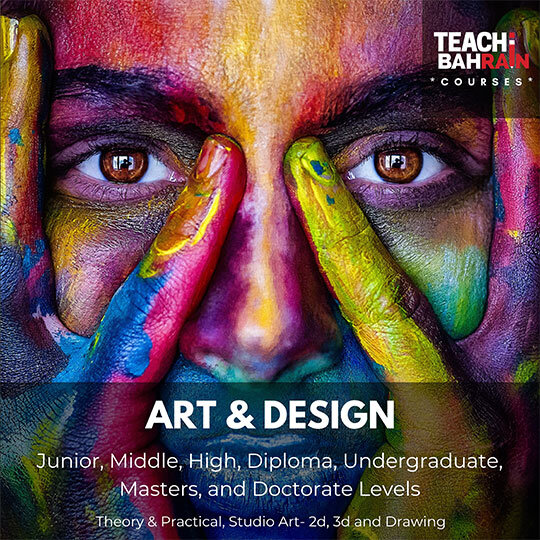 TEACH:
BAHRAIN
*COURSES*
ART & DESIGN
Junior, Middle, High, Diploma, Undergraduate,
Masters, and Doctorate Levels
Theory & Practical, Studio Art- 2d, 3d and Drawing